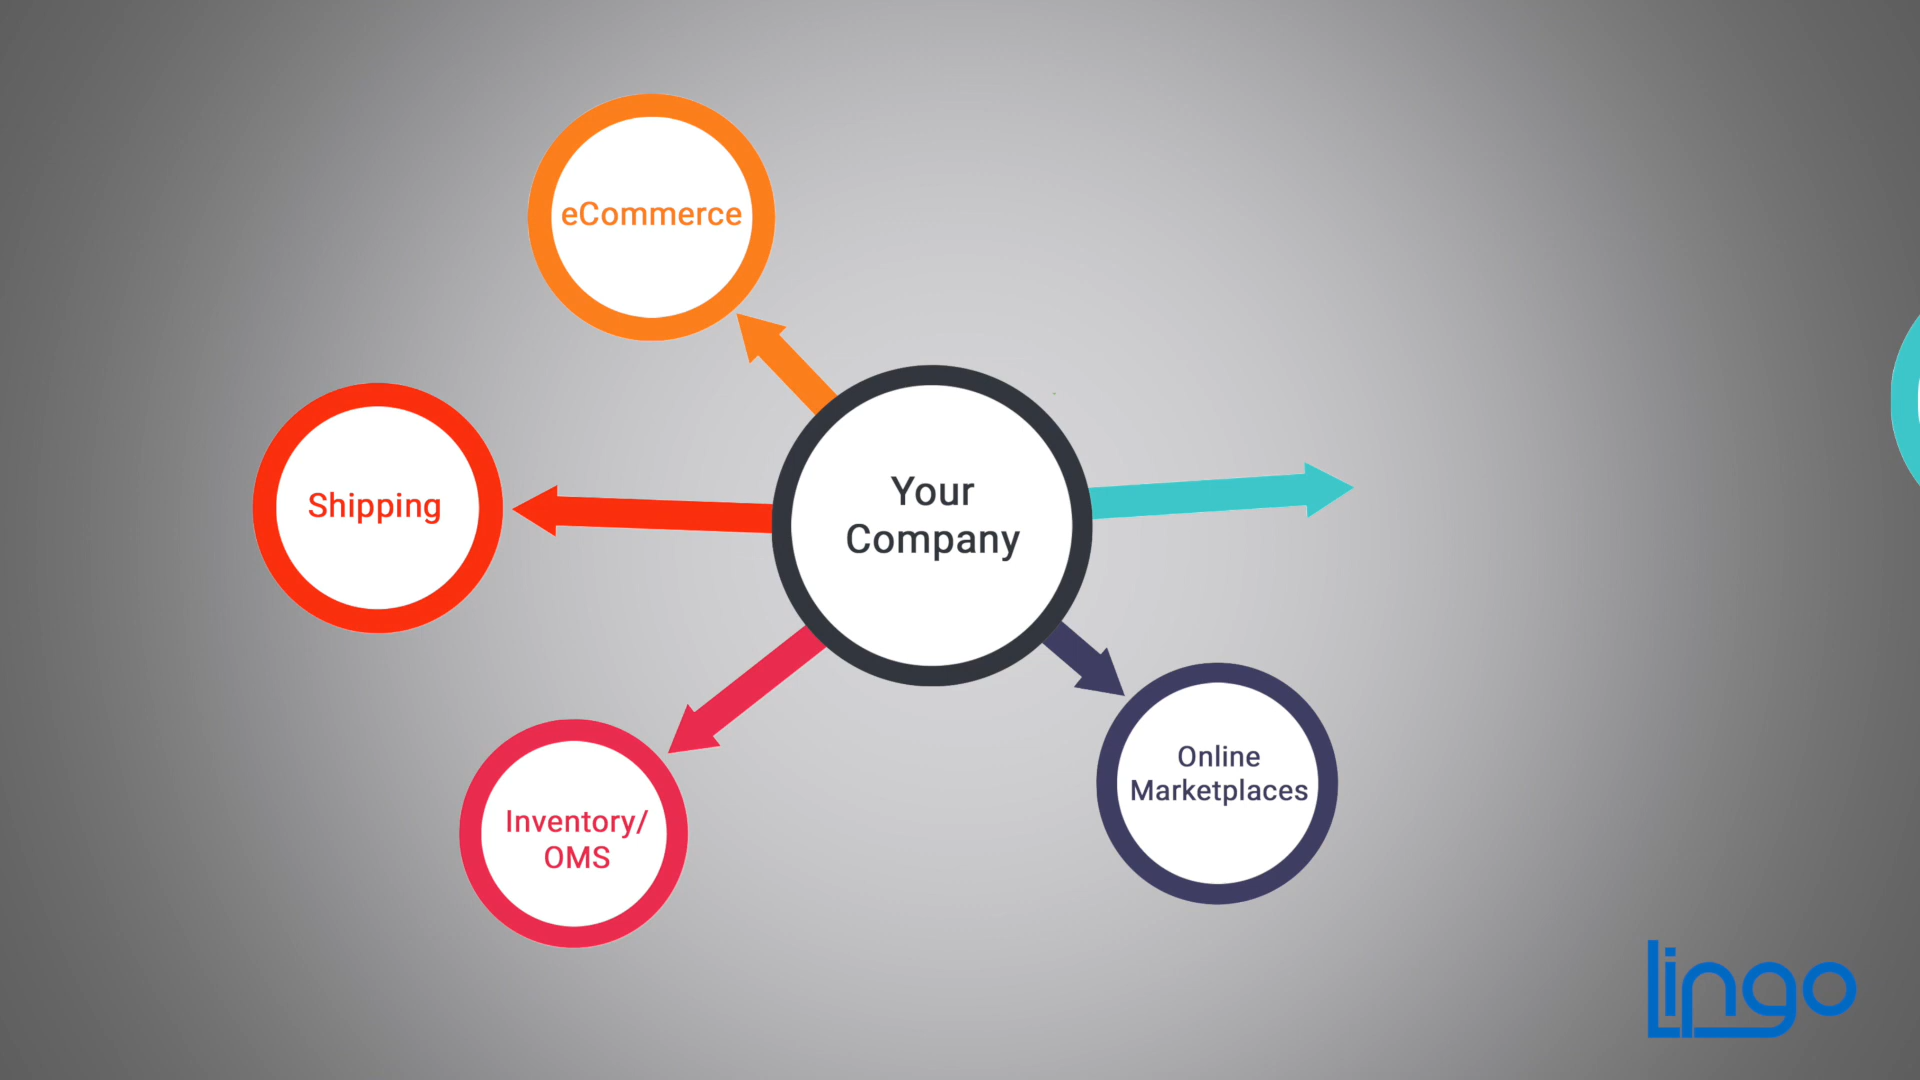 eCommerce
Shipping
Your
Company
Online
Marketplaces
Inventory/
OMS
Lingo